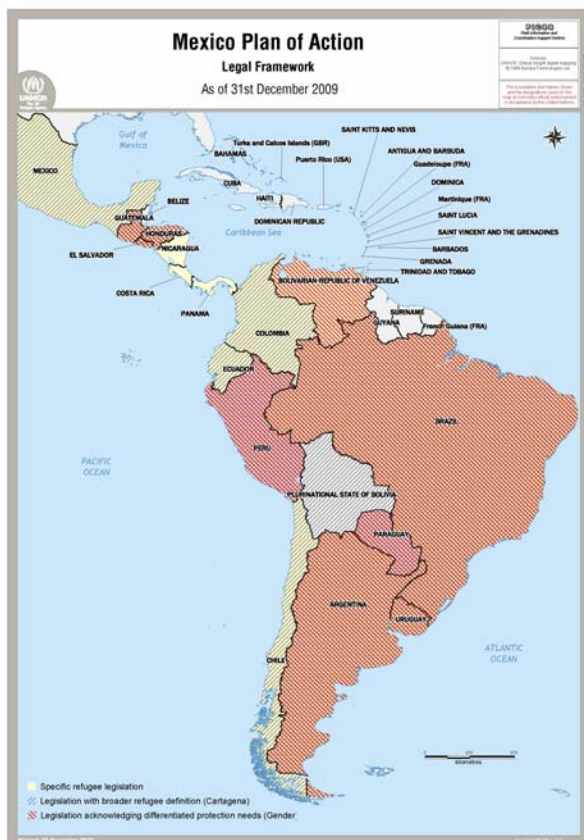 Mexico Plan of Action
Legal Framework
As of 31st December 2009
UNHCR
Gulf of
Mexico
MEXICO
BAHAMAS
Turks and Caicos Islands (GBR)
Puerto Rico (USA)
SAINT KITTS AND NEVIS
ANTIGUA AND BARBUDA
Guadeloupe (FRA)
DOMINICA
Martinique (FRA)
SAINT LUCIA
SAINT VINCENT AND THE GRENADINES
BARBADOS
GRENADA
TRINIDAD AND TOBAGO
CUBA
HAITI
DOMINICAN REPUBLIC
Caribbean Sea
BELIZE
GUATEMALA
HONDURAS
NICARAGUA
EL SALVADOR
COSTA RICA
PANAMA
BOLIVARIAN REPUBLIC OF VENEZUELA
SURINAME
GUYANA
French Guiana (FRA)
COLOMBIA
ECUADOR
BRAZIL
PERU
PACIFIC
OCEAN
PLURINATIONAL STATE OF BOLIVIA
PARAGUAY
ARGENTINA
URUGUAY
CHILE
ATLANTIC
OCEAN
kilometres
Specific refugee legislation
Legislation with broader refugee definition (Cartagena)
Legislation acknowledging differentiated protection needs (Gender